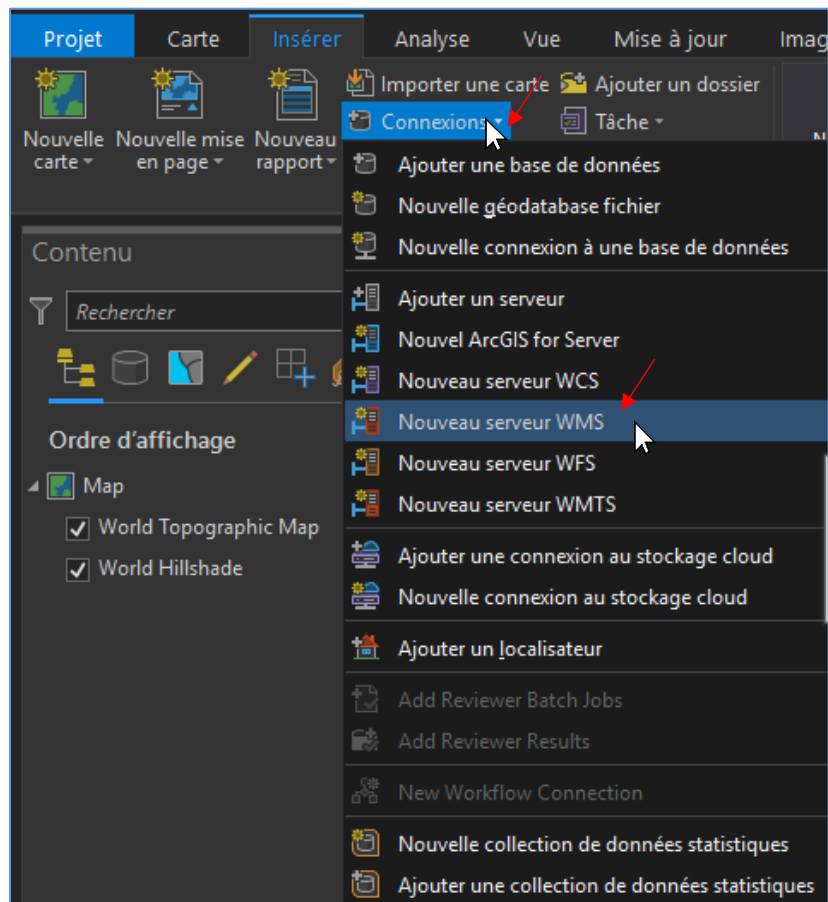 Projet
Carte
Insérer
Analyse
Vue
Mise à jour
Nouvelle
carte
Nouvelle mise
en page
Nouveau
rapport
Importer une carte
Ajouter un dossier
Connexions
Tâche
Ajouter une base de données
Nouvelle géodatabase fichier
Nouvelle connexion à une base de données
Ajouter un serveur
Nouvel ArcGIS for Server
Nouveau serveur WCS
Nouveau serveur WMS
Nouveau serveur WFS
Nouveau serveur WMTS
Ajouter une connexion au stockage cloud
Nouvelle connexion au stockage cloud
Ajouter un localisateur
Add Reviewer Batch Jobs
Add Reviewer Results
New Workflow Connection
Nouvelle collection de données statistiques
Ajouter une collection de données statistiques
Contenu
Rechercher
Ordre d'affichage
Map
World Topographic Map
World Hillshade